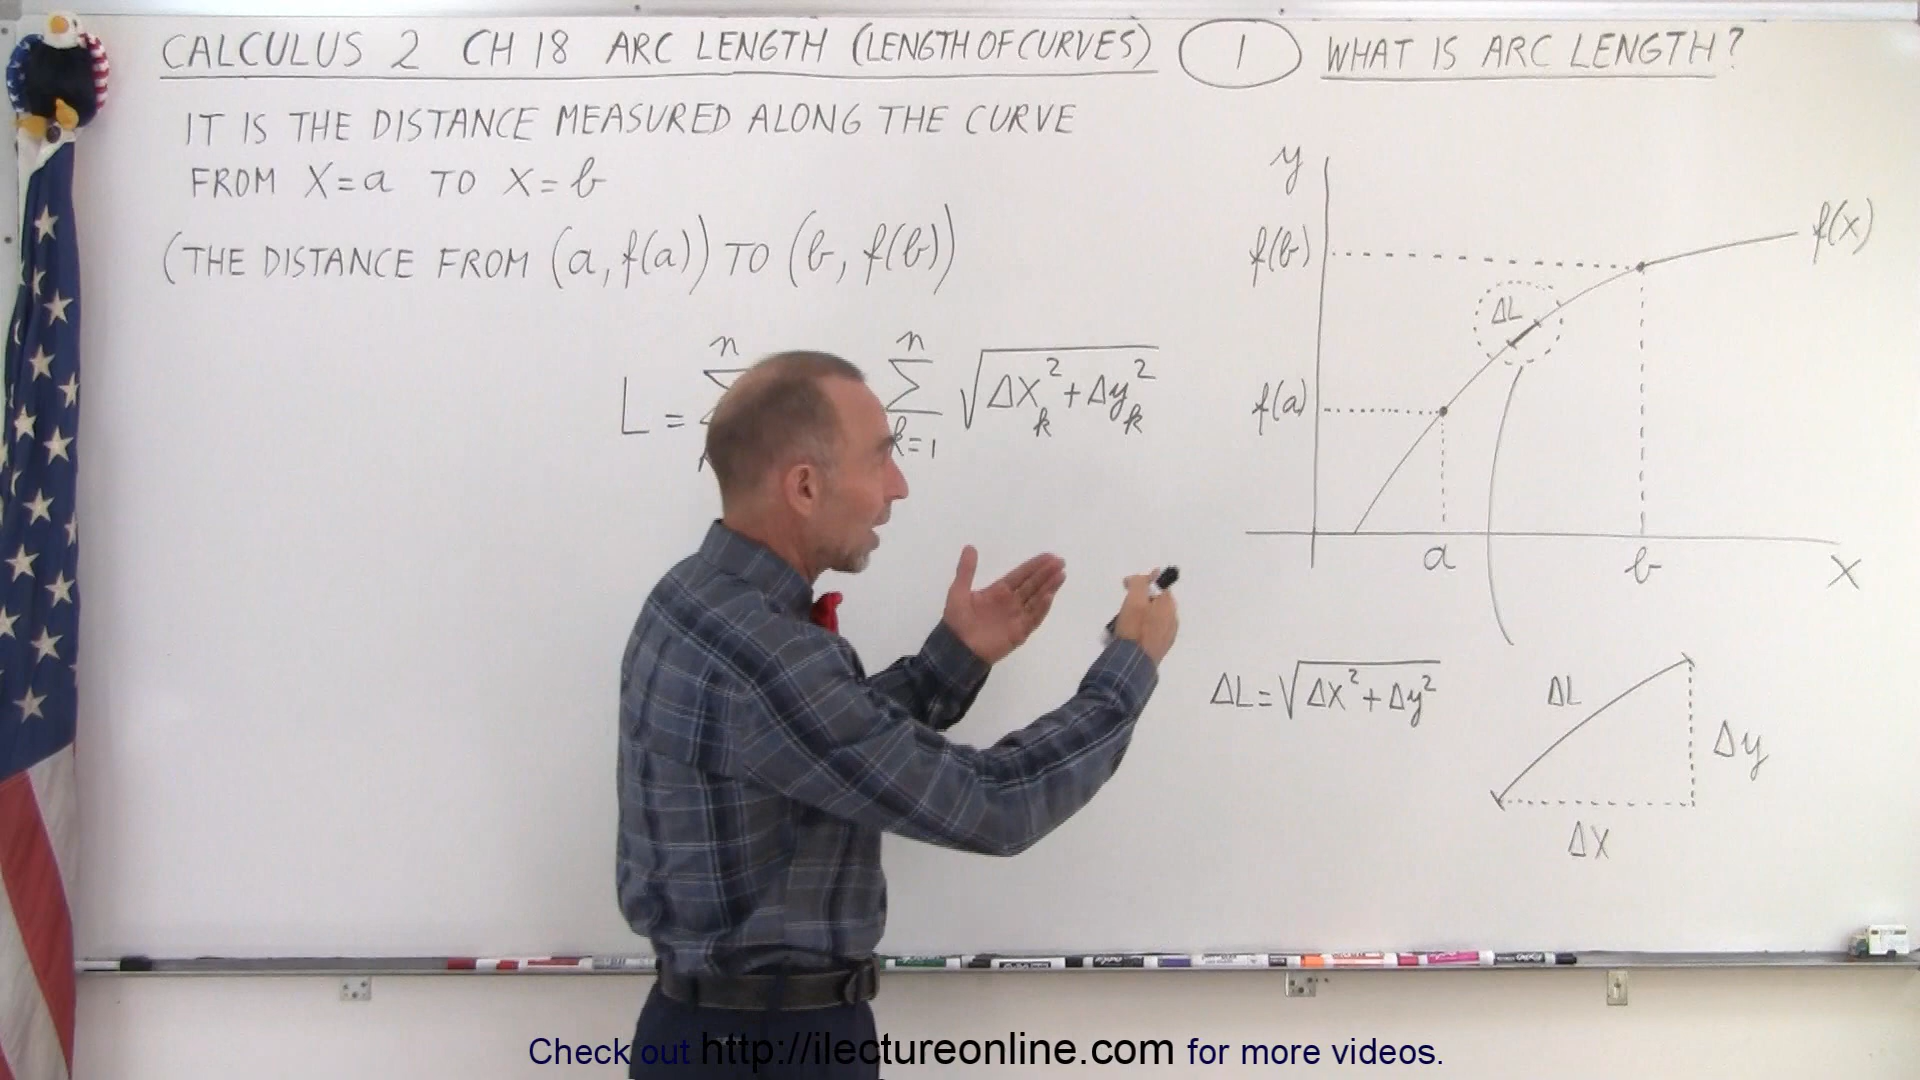 CALCULUS 2 CH 18 ARC LENGTH (LENGTH OF CURVES) 1 WHAT IS ARC LENGTH?
IT IS THE DISTANCE MEASURED ALONG THE CURVE
FROM X=a TO X=b
(THE DISTANCE FROM (a, f(a)) TO (b, f(b))
L = n∑ n∑k=1 √ΔXk²+Δyk²
y
f(x)
f(b)
ΔL
f(a)
a
b
X
ΔL=√ΔX²+Δy²
ΔL
Δy
ΔX
Check out http://ilectureonline.com for more videos.